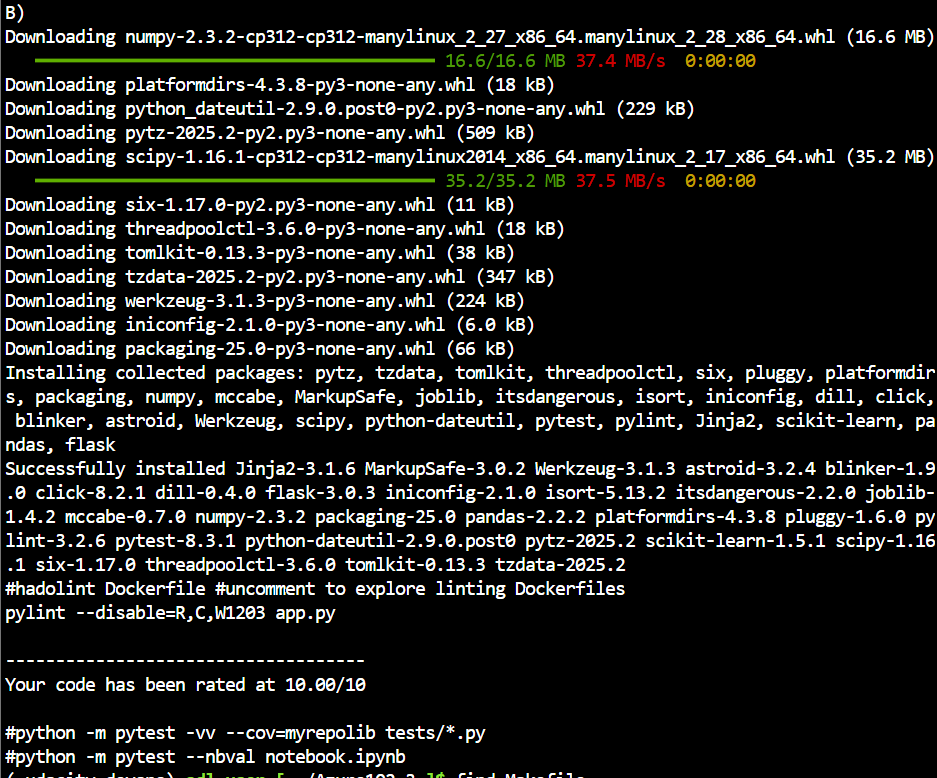 B)
Downloading numpy-2.3.2-cp312-cp312-manylinux_2_27_x86_64.manylinux_2_28_x86_64.whl (16.6 MB)
16.6/16.6 MB 37.4 MB/s 0:00:00
Downloading platformdirs-4.3.8-py3-none-any.whl (18 kB)
Downloading python_dateutil-2.9.0.post0-py2.py3-none-any.whl (229 kB)
Downloading pytz-2025.2-py2.py3-none-any.whl (509 kB)
Downloading scipy-1.16.1-cp312-cp312-manylinux2014_x86_64.manylinux_2_17_x86_64.whl (35.2 MB)
35.2/35.2 MB 37.5 MB/s 0:00:00
Downloading six-1.17.0-py2.py3-none-any.whl (11 kB)
Downloading threadpoolctl-3.6.0-py3-none-any.whl (18 kB)
Downloading tomlkit-0.13.3-py3-none-any.whl (38 kB)
Downloading tzdata-2025.2-py2.py3-none-any.whl (347 kB)
Downloading werkzeug-3.1.3-py3-none-any.whl (224 kB)
Downloading iniconfig-2.1.0-py3-none-any.whl (6.0 kB)
Downloading packaging-25.0-py3-none-any.whl (66 kB)
Installing collected packages: pytz, tzdata, tomlkit, threadpoolctl, six, pluggy, platformdir
s, packaging, numpy, mccabe, MarkupSafe, joblib, itsdangerous, isort, iniconfig, dill, click,
 blinker, astroid, Werkzeug, scipy, python-dateutil, pytest, pylint, Jinja2, scikit-learn, pa
ndas, flask
Successfully installed Jinja2-3.1.6 MarkupSafe-3.0.2 Werkzeug-3.1.3 astroid-3.2.4 blinker-1.9
.0 click-8.2.1 dill-0.4.0 flask-3.0.3 iniconfig-2.1.0 isort-5.13.2 itsdangerous-2.2.0 joblib-
1.4.2 mccabe-0.7.0 numpy-2.3.2 packaging-25.0 pandas-2.2.2 platformdirs-4.3.8 pluggy-1.6.0 py
lint-3.2.6 pytest-8.3.1 python-dateutil-2.9.0.post0 pytz-2025.2 scikit-learn-1.5.1 scipy-1.16
.1 six-1.17.0 threadpoolctl-3.6.0 tomlkit-0.13.3 tzdata-2025.2
#hadolint Dockerfile #uncomment to explore linting Dockerfiles
pylint --disable=R,C,W1203 app.py
------------------------------------
Your code has been rated at 10.00/10
#python -m pytest -vv --cov=myrepolib tests/*.py
#python -m pytest --nbval notebook.ipynb
find Makefile